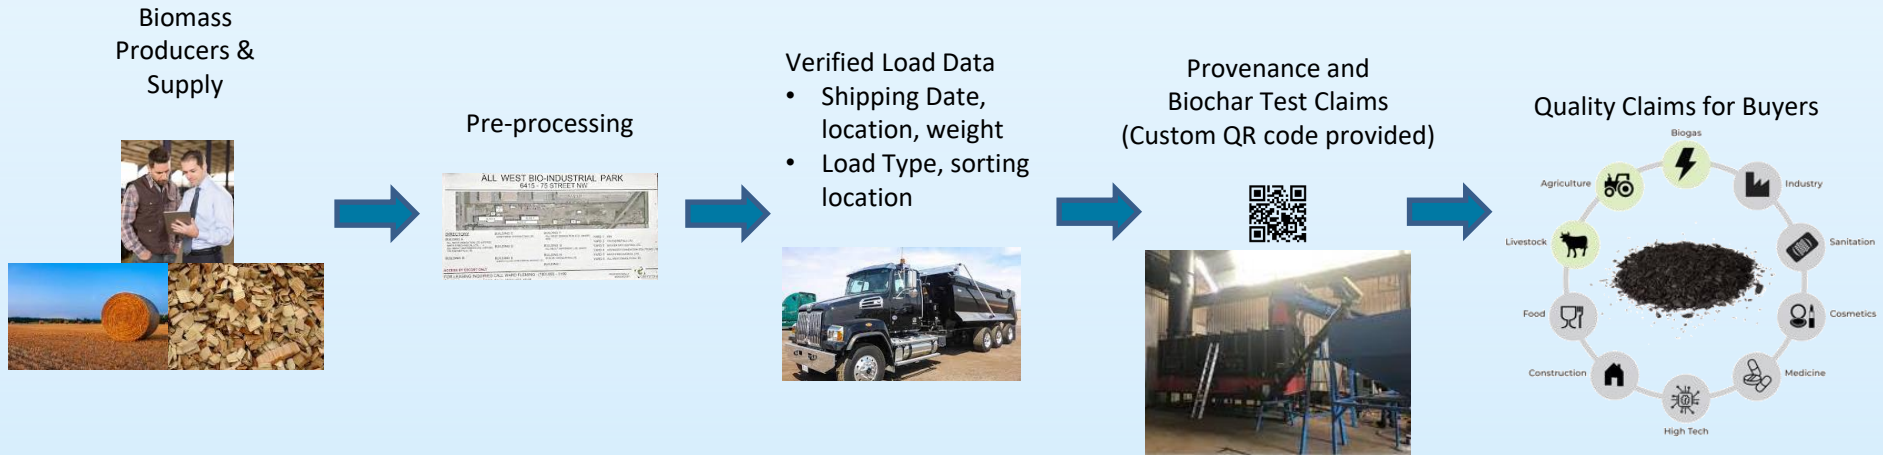 Biomass
Producers &
Supply
Pre-processing
ALL WEST BIO-INDUSTRIAL PARK
6415 - 75 STREET NW
DIRECTORY
Verified Load Data
• Shipping Date,
location, weight
• Load Type, sorting
location
Provenance and
Biochar Test Claims
(Custom QR code provided)
Quality Claims for Buyers
Biogas
Agriculture
Industry
Livestock
Sanitation
Food
Cosmetics
Construction
Medicine
High Tech